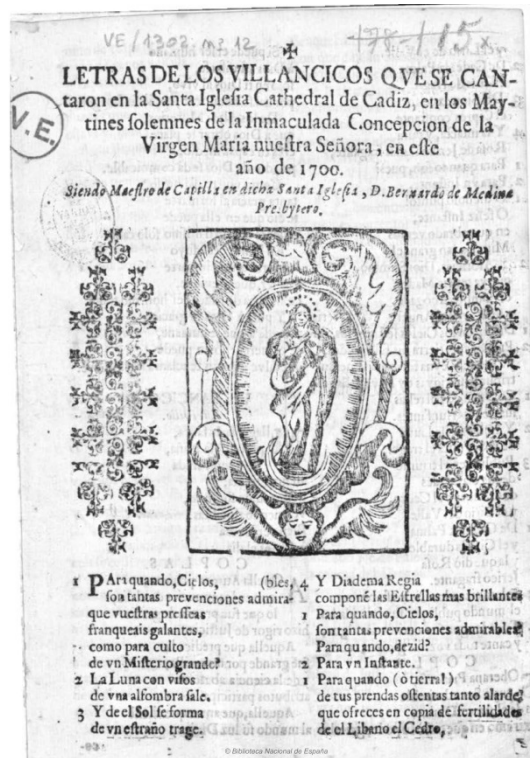 VE/1302. nº 12
178-115x
✠
LETRAS DE LOS VILLANCICOS QVE SE CAN-
taron en la Santa Iglesia Cathedral de Cadiz, en los May-
tines solemnes de la Inmaculada Concepcion de la
Virgen Maria nuestra Señora, en este
año de 1700.
Siendo Maestro de Capilla en dicha Santa Iglesia, D. Bernardo de Medina
Presbytero.
V.E.
1 PAra quando, Cielos, (bles,
son tantas prevenciones admira-
que vuestras presseas
franqueais galantes,
como para culto
de vn Misterio grande?
2 La Luna con visos
de vna alfombra sale.
3 Y de el Sol se forma
de vn estraño trage.
4 Y Diadema Regia
componē las Estrellas mas brillantes
1 Para quando, Cielos,
son tantas prevenciones admirables?
Para quando, dezid?
2 Para vn Instante.
1 Para quando (ò tierra!)
de tus prendas ostentas tanto alarde,
que ofreces en copia de fertilidades
de el Libano el Cedro,
© Biblioteca Nacional de España